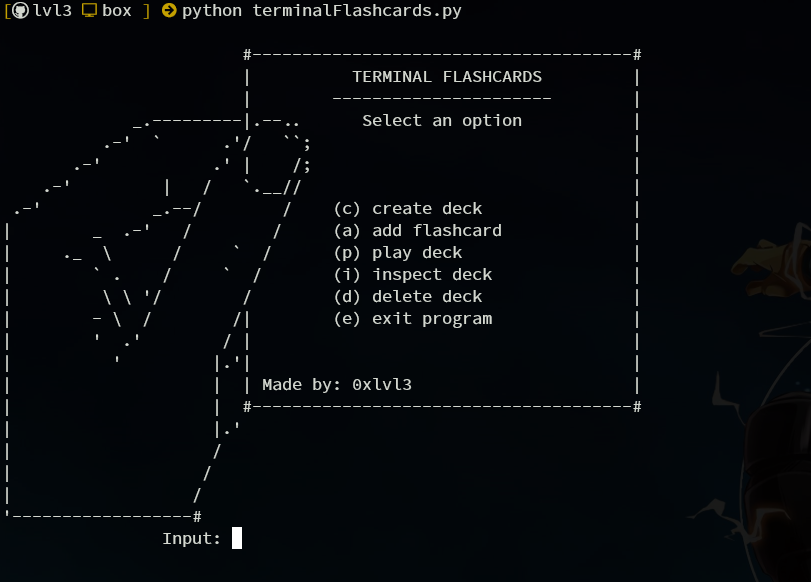 [ lvl3 box ] python terminalFlashcards.py
TERMINAL FLASHCARDS
----------------------
Select an option
(c) create deck
(a) add flashcard
(p) play deck
(i) inspect deck
(d) delete deck
(e) exit program
Made by: 0xlvl3
Input: